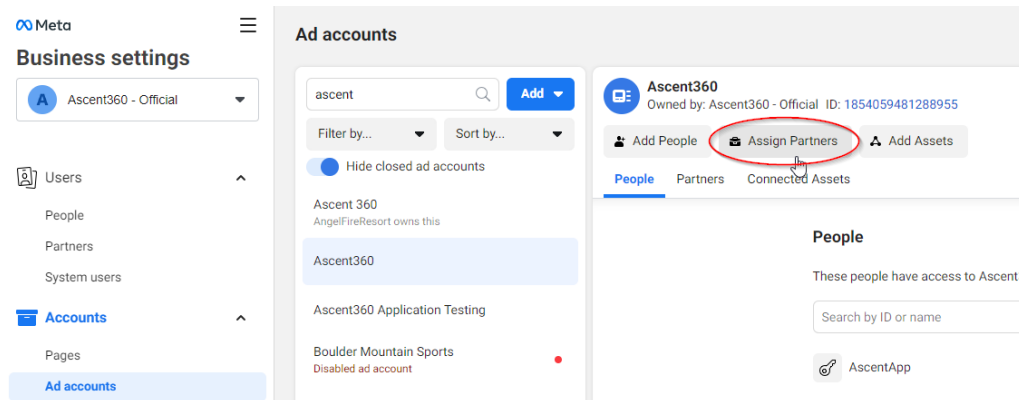 Meta
Business settings
A
Ascent360 - Official
Users
People
Partners
System users
Accounts
Pages
Ad accounts
Ad accounts
ascent
Add
Filter by...
Sort by...
Hide closed ad accounts
Ascent 360
AngelFireResort owns this
Ascent360
Ascent360 Application Testing
Boulder Mountain Sports
Disabled ad account
Ascent360
Owned by: Ascent360 - Official ID: 1854059481288955
Add People
Assign Partners
Add Assets
People
Partners
Connected Assets
People
These people have access to Ascent
Search by ID or name
AscentApp